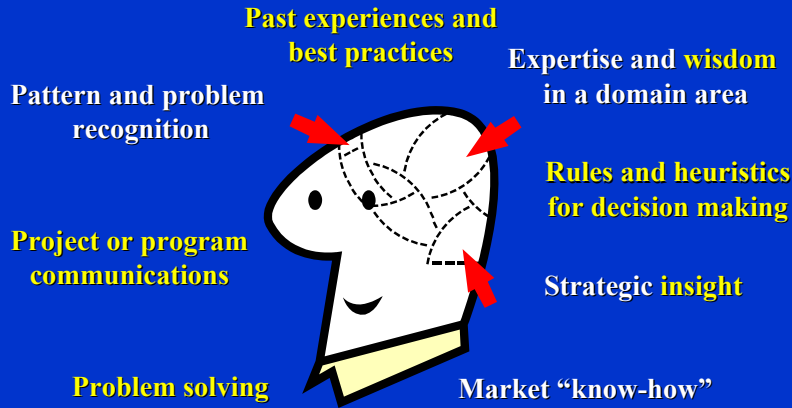 Past experiences and
best practices
Expertise and wisdom
in a domain area
Pattern and problem
recognition
Rules and heuristics
for decision making
Project or program
communications
Strategic insight
Problem solving
Market “know-how”